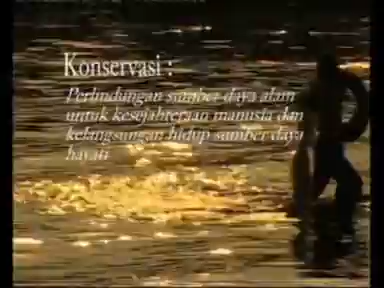 Konservasi :
Perlindungan sumber daya alam
untuk kesejahteraan manusia dan
kelangsungan hidup sumber daya
hayati